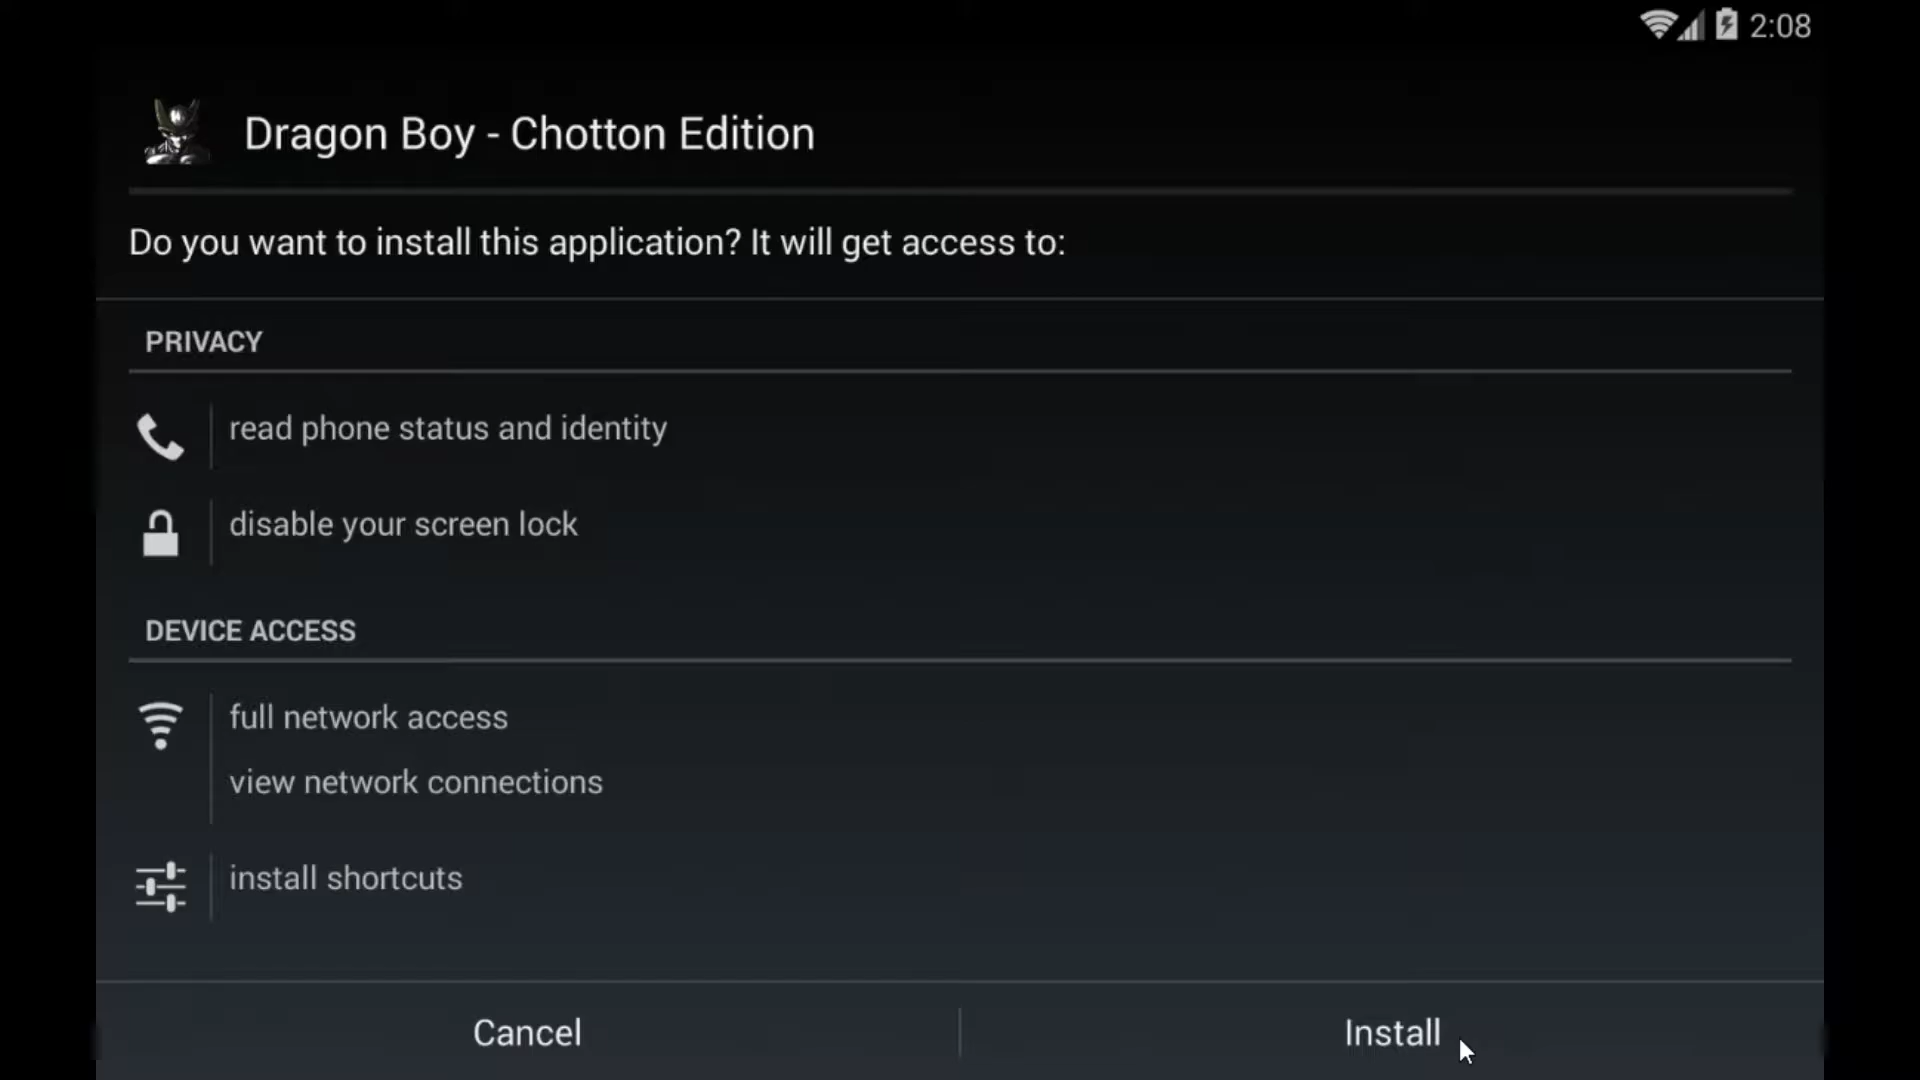 2:08
Dragon Boy - Chotton Edition
Do you want to install this application? It will get access to:
PRIVACY
read phone status and identity
disable your screen lock
DEVICE ACCESS
full network access
view network connections
install shortcuts
Cancel
Install